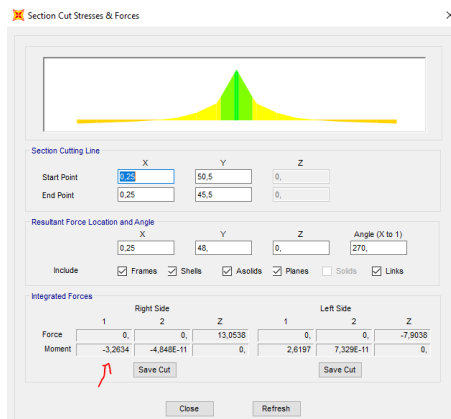 Section Cut Stresses & Forces
Section Cutting Line
X Y Z
Start Point 0,25 50,5 0,
End Point 0,25 45,5 0,
Resultant Force Location and Angle
X Y Z Angle (X to 1)
0,25 48, 0, 270,
Include Frames Shells Asolids Planes Solids Links
Integrated Forces
Right Side Left Side
1 2 Z 1 2 Z
Force 0, 0, 13,0538 0, 0, -7,9038
Moment -3,2634 -4,848E-11 0, 2,6197 7,329E-11 0,
Save Cut Save Cut
Close Refresh